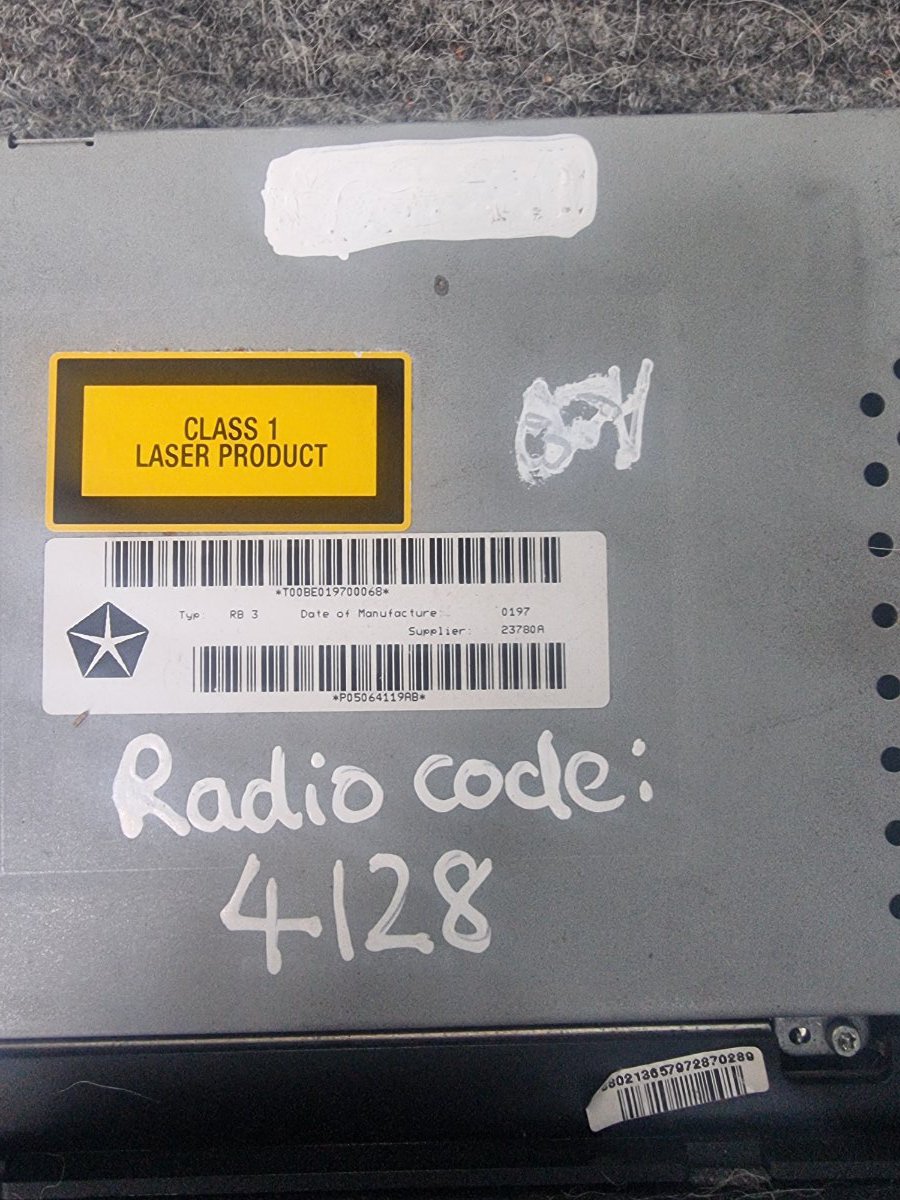 CLASS 1
LASER PRODUCT
*T00BE019700068*
Typ: RB 3 Date of Manufacture: 0197
Supplier: 23780A
*P05064119AB*
Radio code:
4128